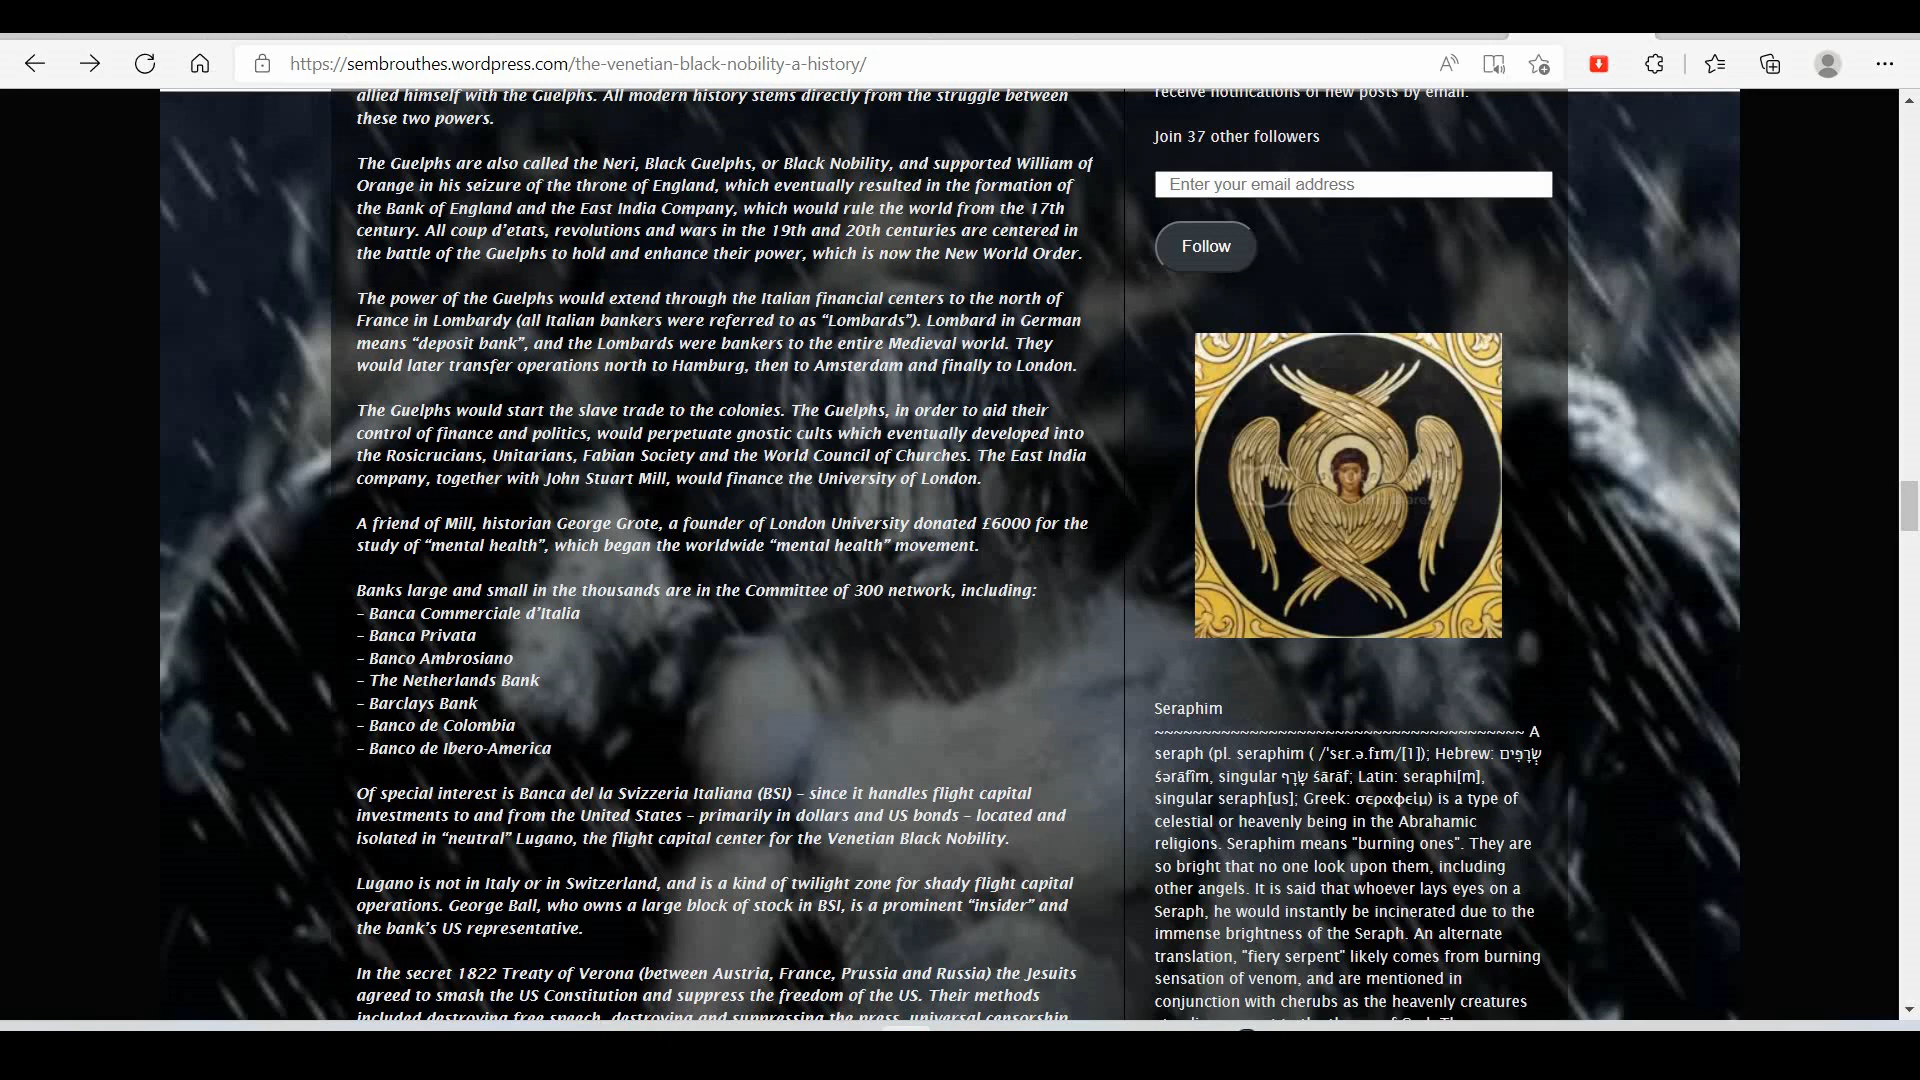 https://sembrouthes.wordpress.com/the-venetian-black-nobility-a-history/
allied himself with the Guelphs. All modern history stems directly from the struggle between
these two powers.
The Guelphs are also called the Neri, Black Guelphs, or Black Nobility, and supported William of
Orange in his seizure of the throne of England, which eventually resulted in the formation of
the Bank of England and the East India Company, which would rule the world from the 17th
century. All coup d’etats, revolutions and wars in the 19th and 20th centuries are centered in
the battle of the Guelphs to hold and enhance their power, which is now the New World Order.
The power of the Guelphs would extend through the Italian financial centers to the north of
France in Lombardy (all Italian bankers were referred to as “Lombards”). Lombard in German
means “deposit bank”, and the Lombards were bankers to the entire Medieval world. They
would later transfer operations north to Hamburg, then to Amsterdam and finally to London.
The Guelphs would start the slave trade to the colonies. The Guelphs, in order to aid their
control of finance and politics, would perpetuate gnostic cults which eventually developed into
the Rosicrucians, Unitarians, Fabian Society and the World Council of Churches. The East India
company, together with John Stuart Mill, would finance the University of London.
A friend of Mill, historian George Grote, a founder of London University donated £6000 for the
study of “mental health”, which began the worldwide “mental health” movement.
Banks large and small in the thousands are in the Committee of 300 network, including:
– Banca Commerciale d’Italia
– Banca Privata
– Banco Ambrosiano
– The Netherlands Bank
– Barclays Bank
– Banco de Colombia
– Banco de Ibero-America
Of special interest is Banca del la Svizzeria Italiana (BSI) – since it handles flight capital
investments to and from the United States – primarily in dollars and US bonds – located and
isolated in “neutral” Lugano, the flight capital center for the Venetian Black Nobility.
Lugano is not in Italy or in Switzerland, and is a kind of twilight zone for shady flight capital
operations. George Ball, who owns a large block of stock in BSI, is a prominent “insider” and
the bank’s US representative.
In the secret 1822 Treaty of Verona (between Austria, France, Prussia and Russia) the Jesuits
agreed to smash the US Constitution and suppress the freedom of the US. Their methods
included destroying free speech, destroying and suppressing the press, universal censorship,
receive notifications of new posts by email.
Join 37 other followers
Enter your email address
Follow
Seraphim
~~~~~~~~~~~~~~~~~~~~~~~~~~~~~~~~~~~~~ A
seraph (pl. seraphim ( /ˈsɛr.ə.fɪm/[1]); Hebrew: שְׂרָפִים
śərāfîm, singular שָׂרָף śārāf; Latin: seraphi[m],
singular seraph[us]; Greek: σεραφείμ) is a type of
celestial or heavenly being in the Abrahamic
religions. Seraphim means "burning ones". They are
so bright that no one look upon them, including
other angels. It is said that whoever lays eyes on a
Seraph, he would instantly be incinerated due to the
immense brightness of the Seraph. An alternate
translation, "fiery serpent" likely comes from burning
sensation of venom, and are mentioned in
conjunction with cherubs as the heavenly creatures